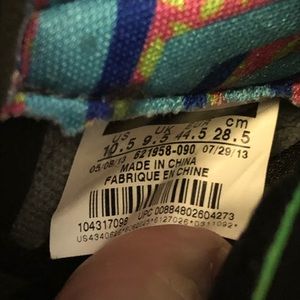 US UK EUR cm
10.5 9.5 44.5 28.5
05/08/13 621958-090 07/29/13
MADE IN CHINA
FABRIQUE EN CHINE
104317098 UPC 00884802604273